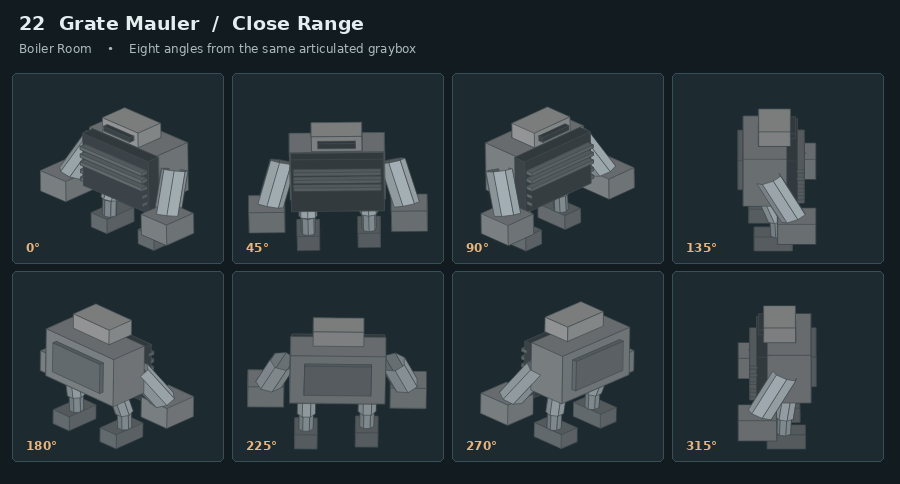 22 Grate Mauler / Close Range
Boiler Room • Eight angles from the same articulated graybox
0° 45° 90° 135°
180° 225° 270° 315°